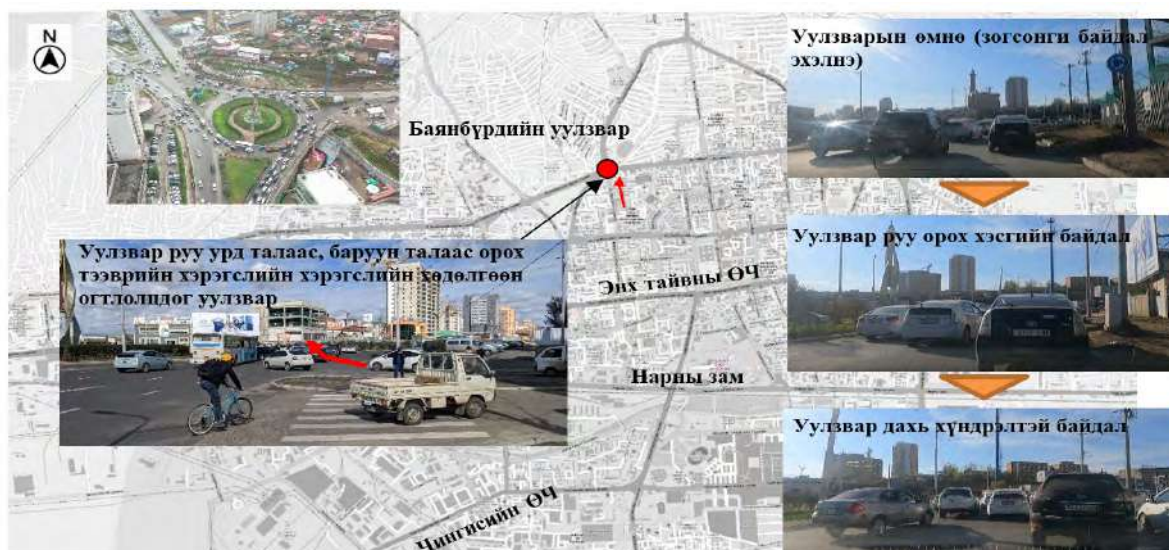 N
Баянбүрдийн уулзвар
Уулзвар руу урд талаас, баруун талаас орох
тээврийн хэрэгслийн хэрэгслийн хөдөлгөөн
огтлолцдог уулзвар
Энх тайвны ӨЧ
Нарны зам
Чингисийн ӨЧ
Уулзварын өмнө (зогсонги байдал
эхэлнэ)
Уулзвар руу орох хэсгийн байдал
Уулзвар дахь хүндрэлтэй байдал